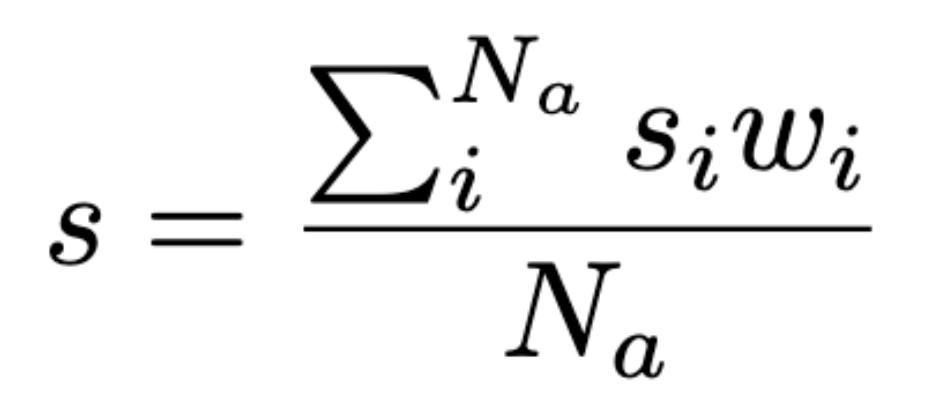 s = \frac{\sum_{i}^{N_a} s_i w_i}{N_a}